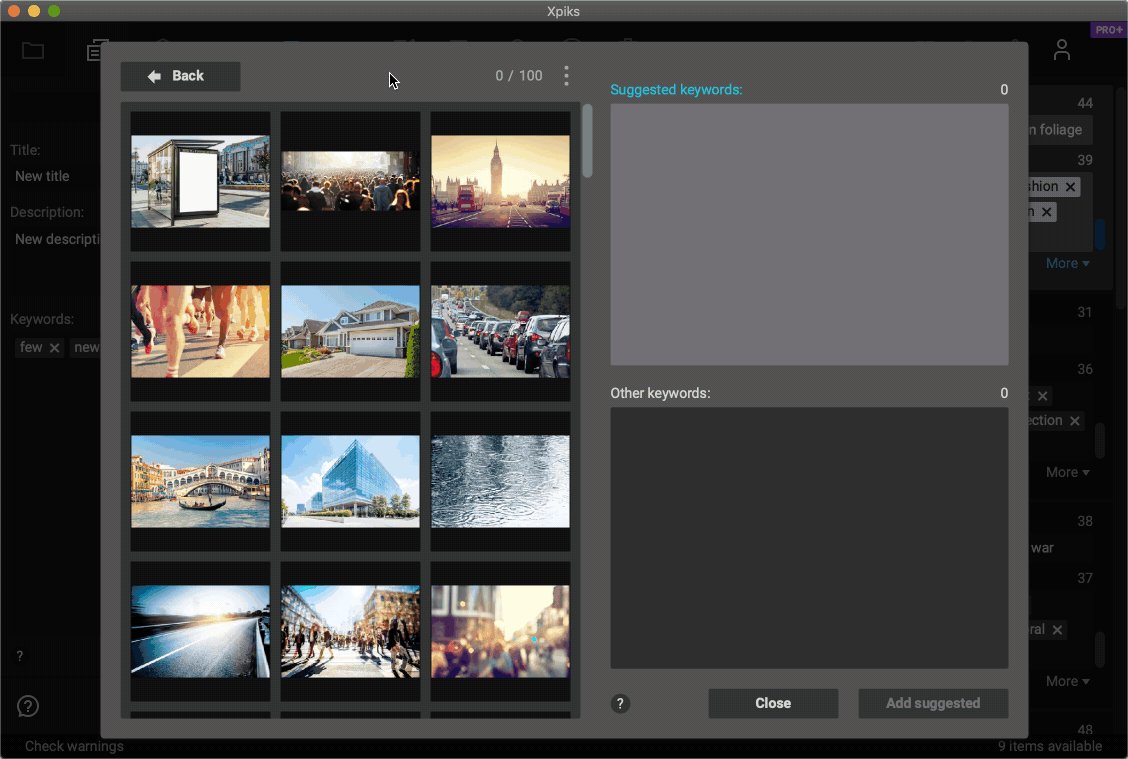 Xpiks
PRO+
Back
0 / 100
Suggested keywords:
0
44
n foliage
Title:
New title
39
shion
n
Description:
New descripti
More
Keywords:
few
new
31
36
Other keywords:
0
ection
More
38
war
37
ral
?
More
?
?
Close
Add suggested
48
Check warnings
9 items available